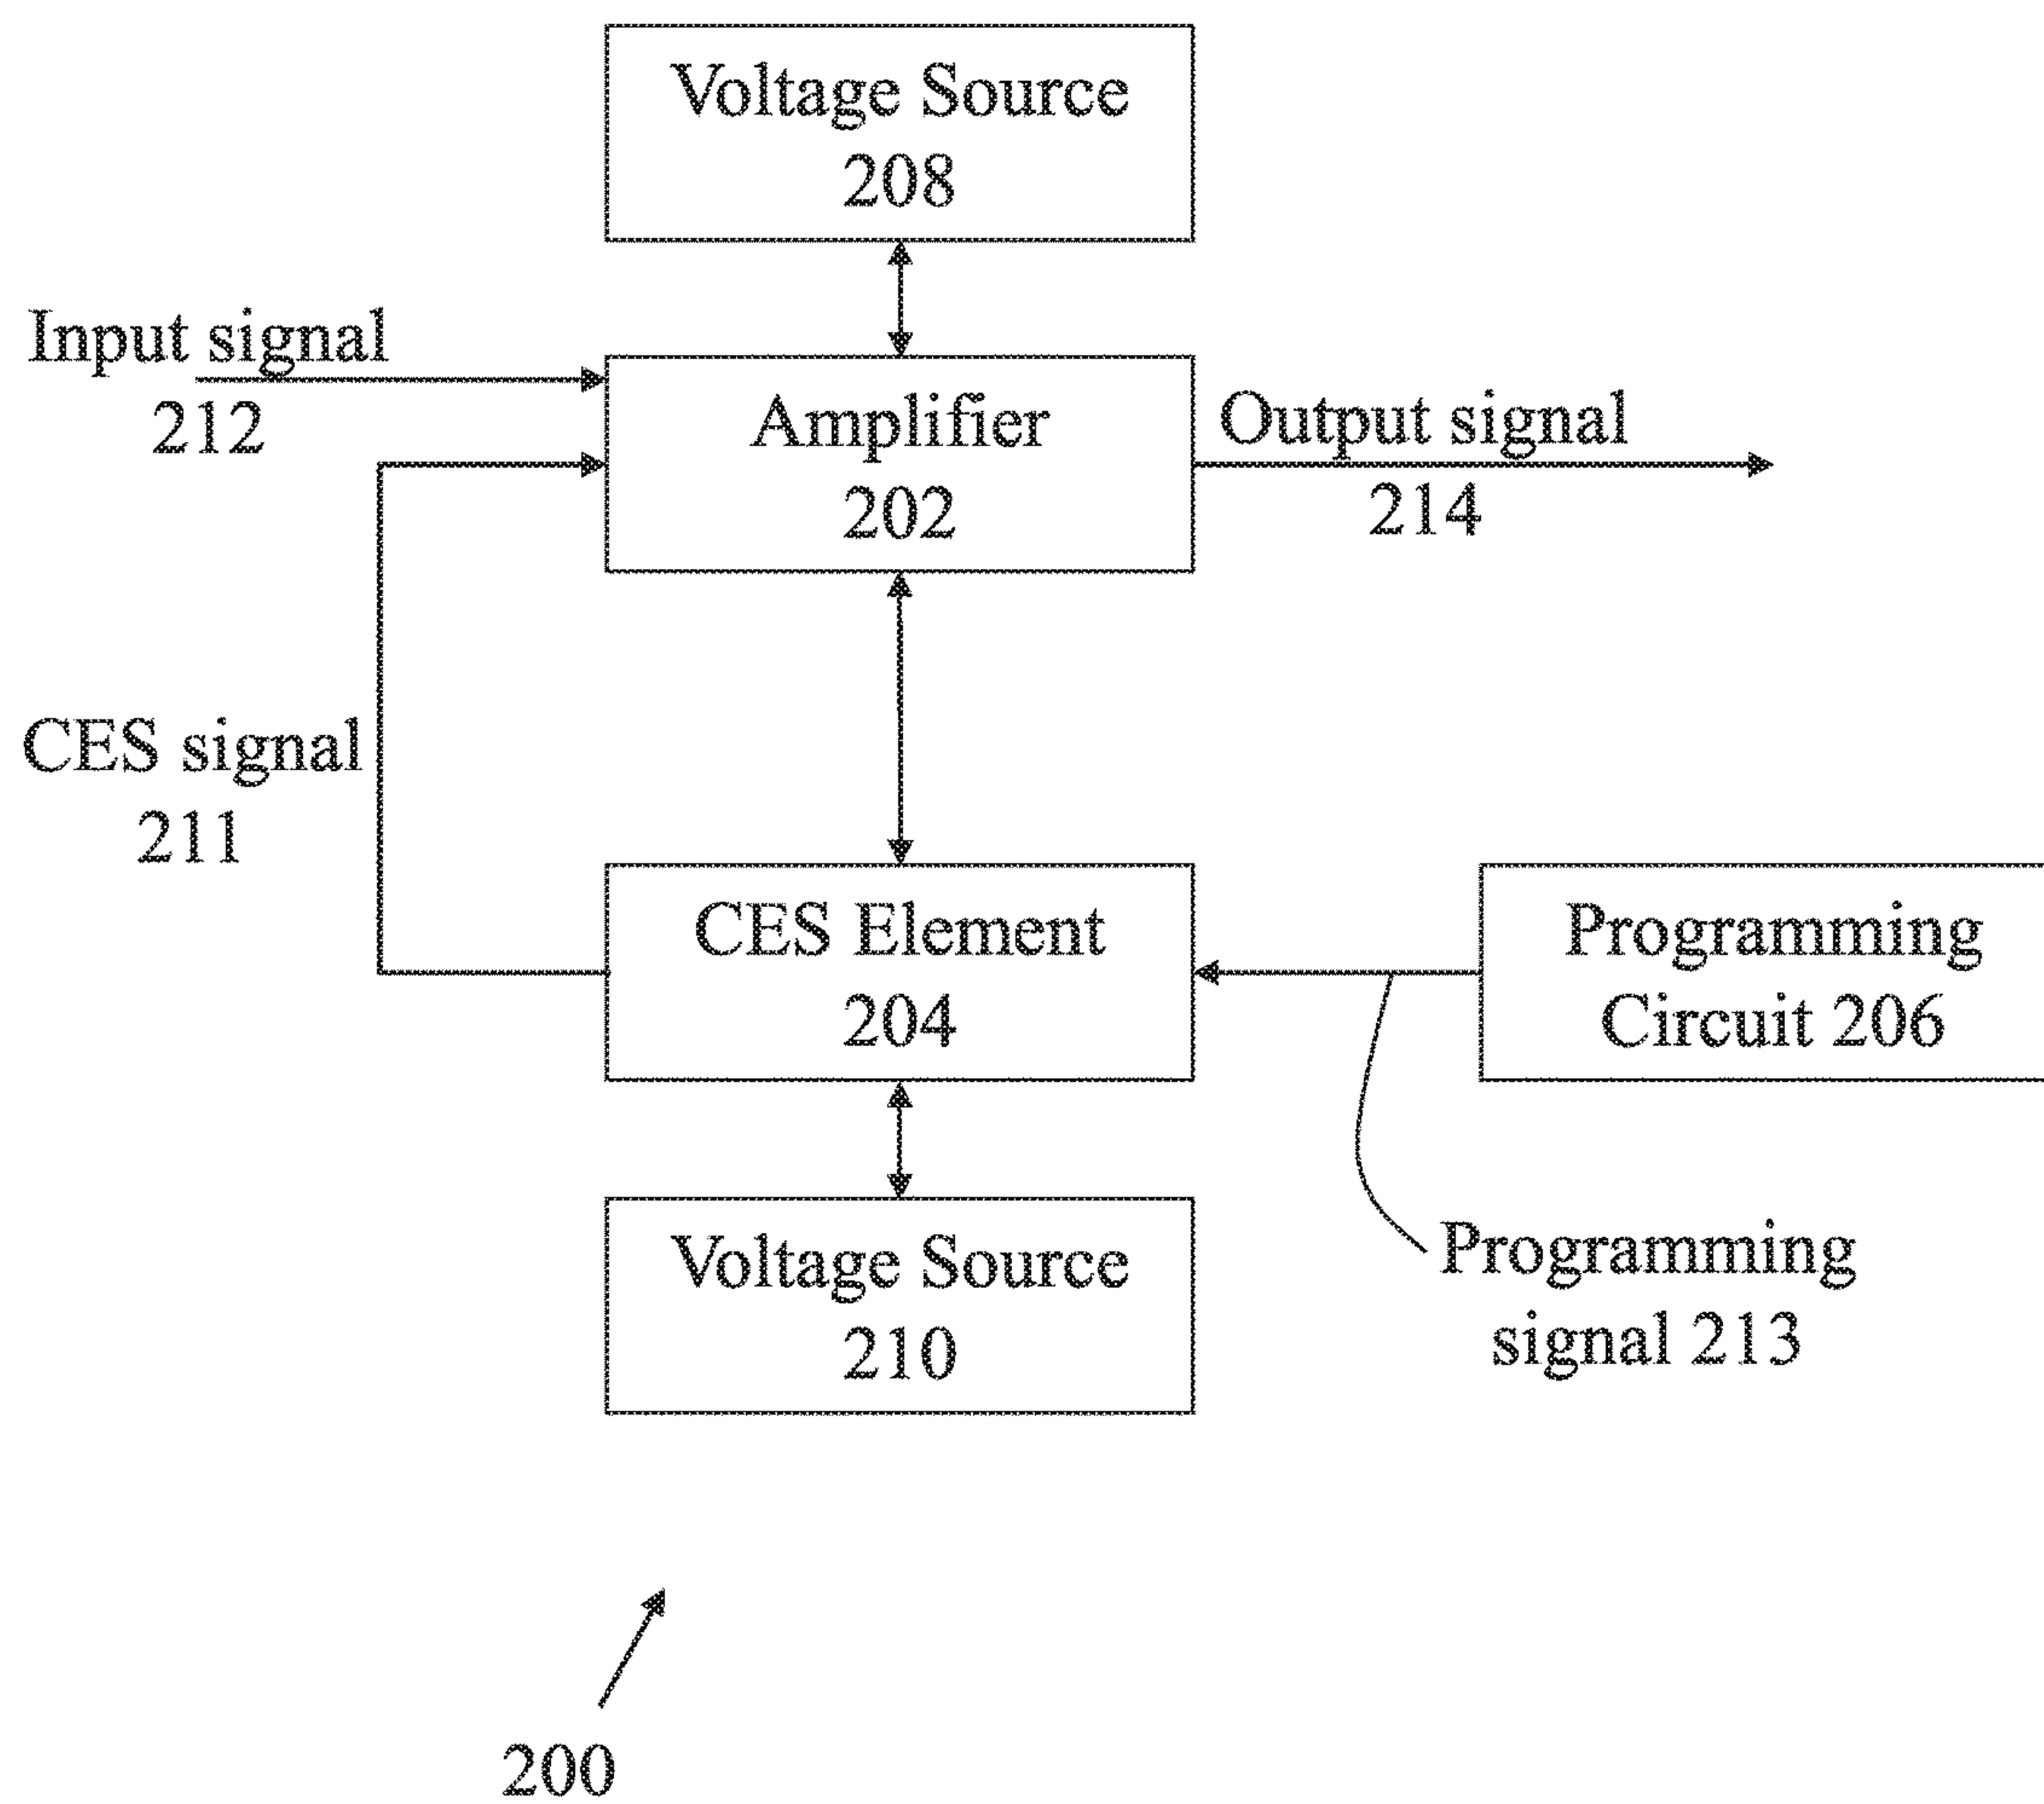 Voltage Source
208
Input signal
212
Amplifier
202
Output signal
214
CES signal
211
CES Element
204
Programming
Circuit 206
Voltage Source
210
Programming
signal 213
200